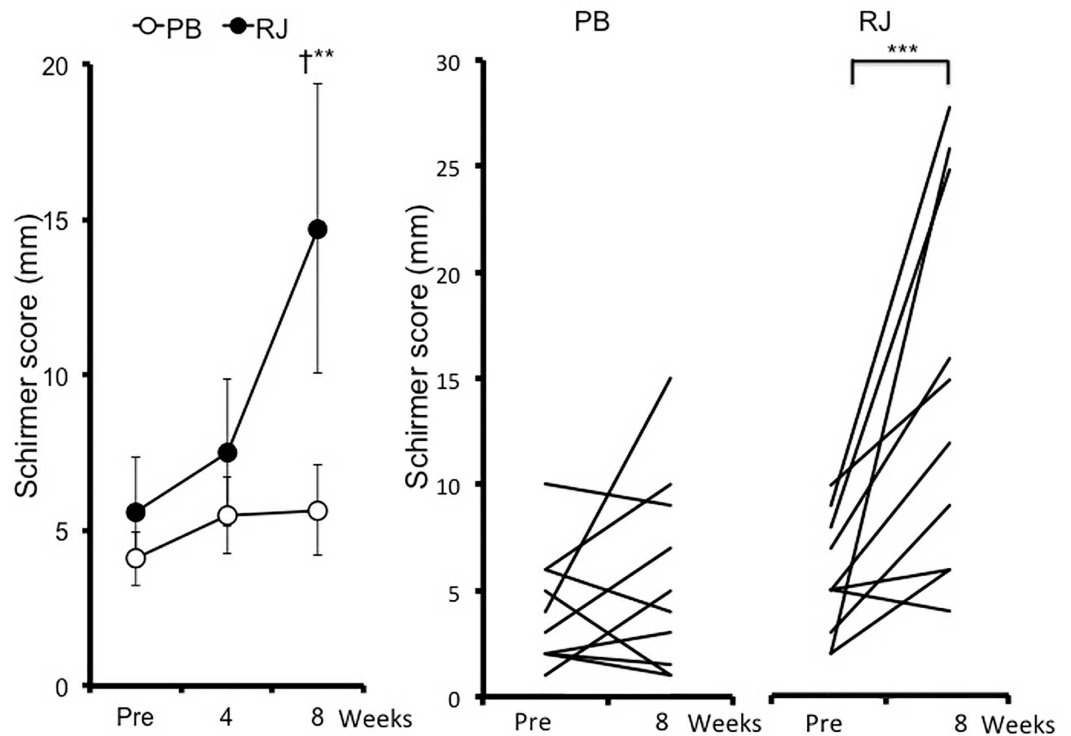 PB RJ
†**
20
15
10
5
0
Schirmer score (mm)
Pre 4 8 Weeks
PB
30
25
20
15
10
5
0
Schirmer score (mm)
Pre 8 Weeks
RJ
***
Pre 8 Weeks